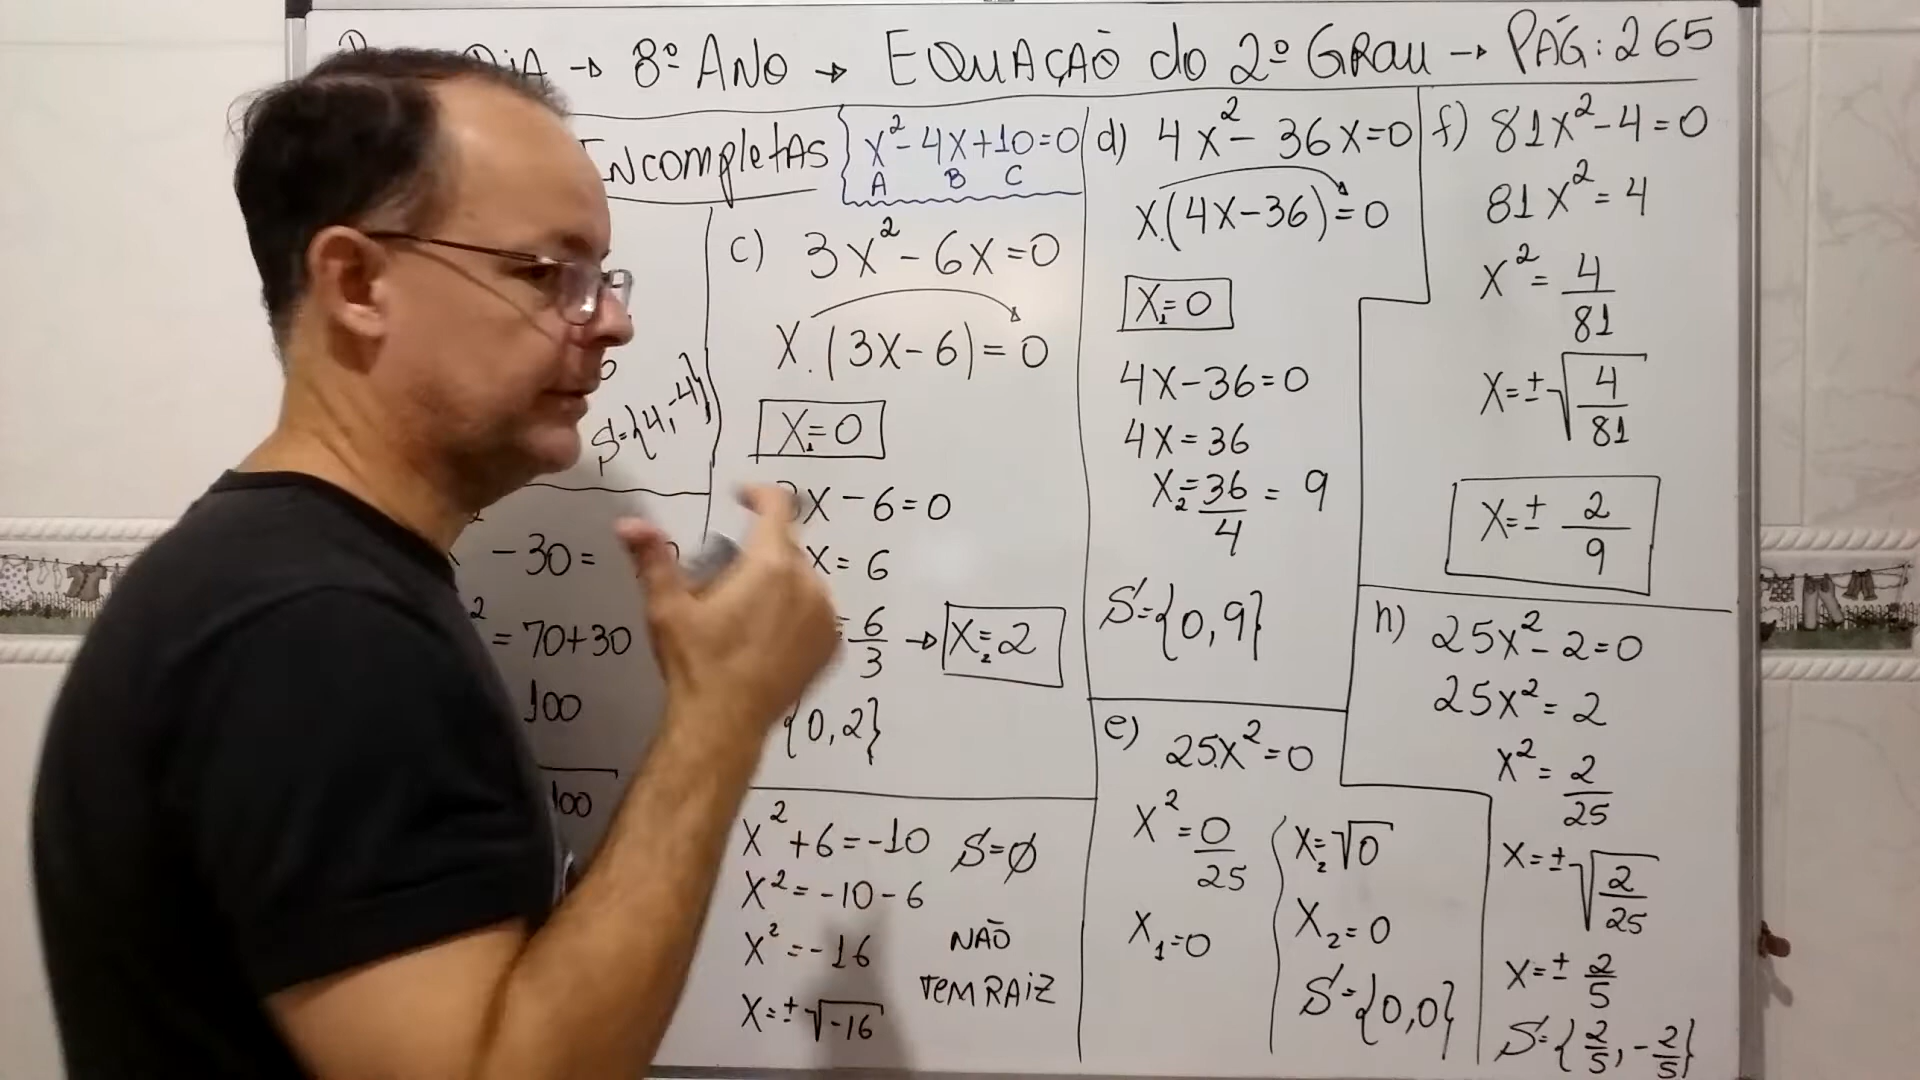 DiA → 8º ANO → EQUAÇÃO do 2º GRAU → PÁG: 265
INCOMPLETAS
x² - 4x + 10 = 0
A B C
S = {4, -4}
- 30 =
² = 70 + 30
100
100
c) 3x² - 6x = 0
x.(3x - 6) = 0
x₁ = 0
3x - 6 = 0
x = 6
= 6/3 → x₂ = 2
{0, 2}
x² + 6 = -10 S = ∅
x² = -10 - 6
x² = -16
x = ± √-16
NÃO
TEM RAIZ
d) 4x² - 36x = 0
x.(4x - 36) = 0
x₁ = 0
4x - 36 = 0
4x = 36
x₂ = 36/4 = 9
S = {0, 9}
e) 25x² = 0
x² = 0/25
x₁ = 0
x₂ = √0
x₂ = 0
S = {0, 0}
f) 81x² - 4 = 0
81x² = 4
x² = 4/81
x = ± √4/81
x = ± 2/9
h) 25x² - 2 = 0
25x² = 2
x² = 2/25
x = ± √2/25
x = ± 2/5
S = {2/5, -2/5}